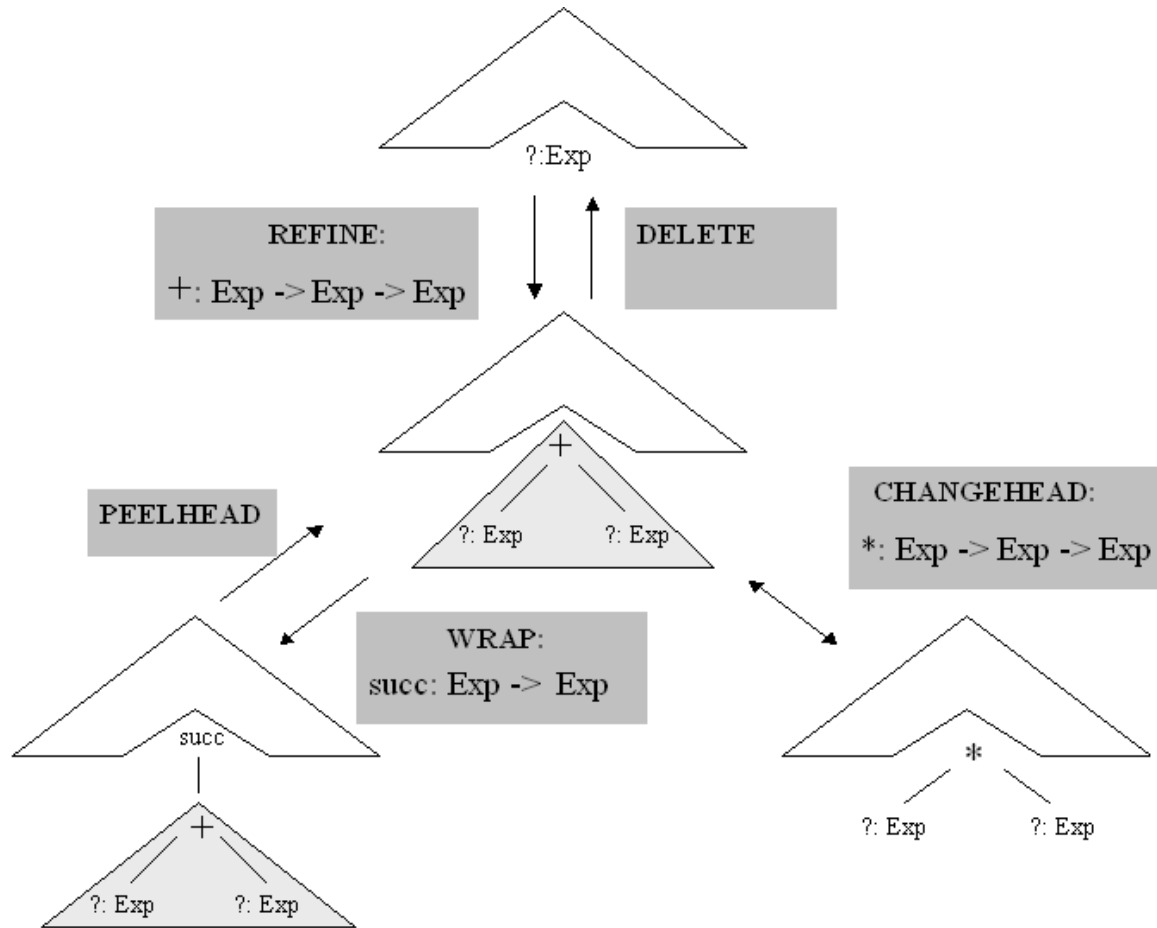 ?:Exp
REFINE:
+: Exp -> Exp -> Exp
DELETE
+
?: Exp ?: Exp
PEELHEAD
CHANGEHEAD:
*: Exp -> Exp -> Exp
WRAP:
succ: Exp -> Exp
succ
+
?: Exp ?: Exp
*
?: Exp ?: Exp